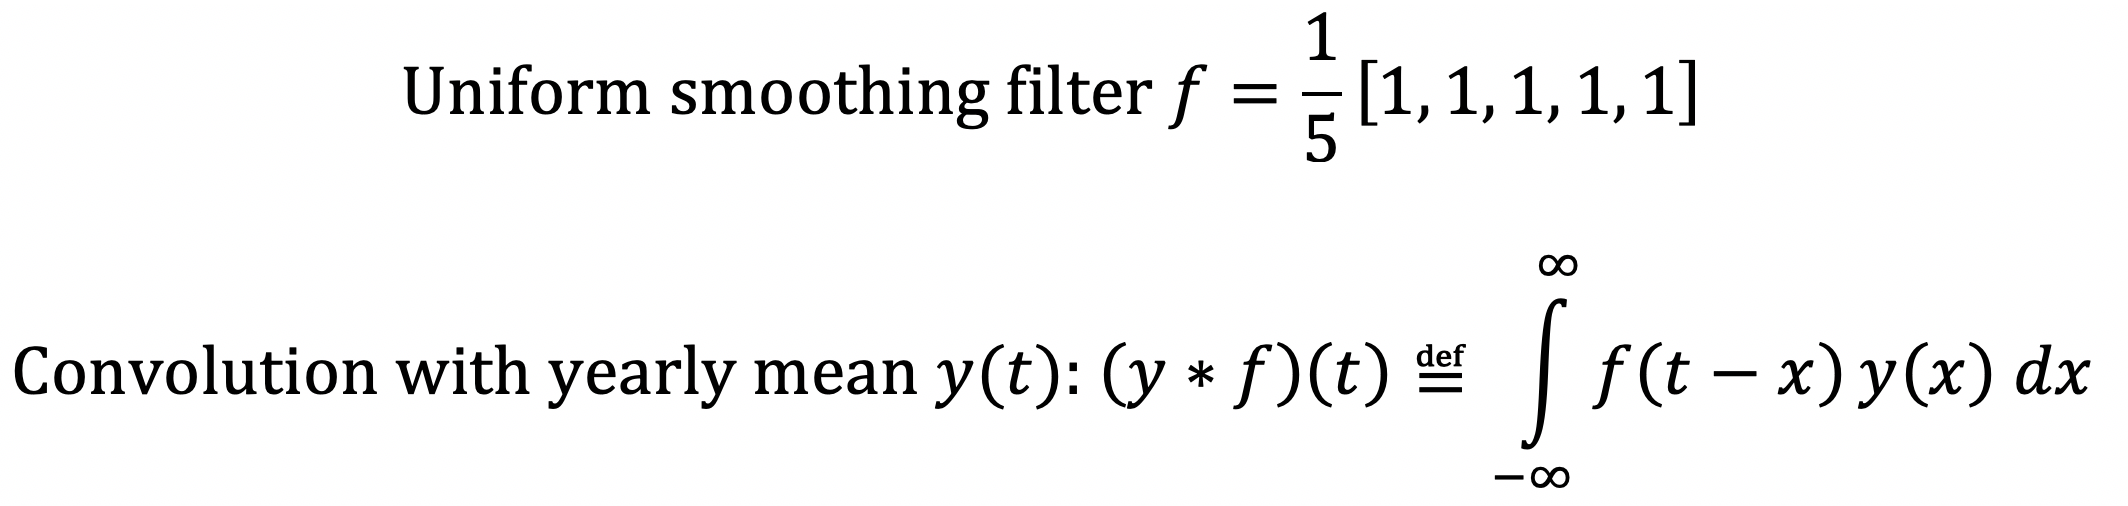 Uniform smoothing filter f = 1/5 [1, 1, 1, 1, 1]
Convolution with yearly mean y(t): (y ∗ f)(t) ≝ ∫_{−∞}^{∞} f(t − x) y(x) dx